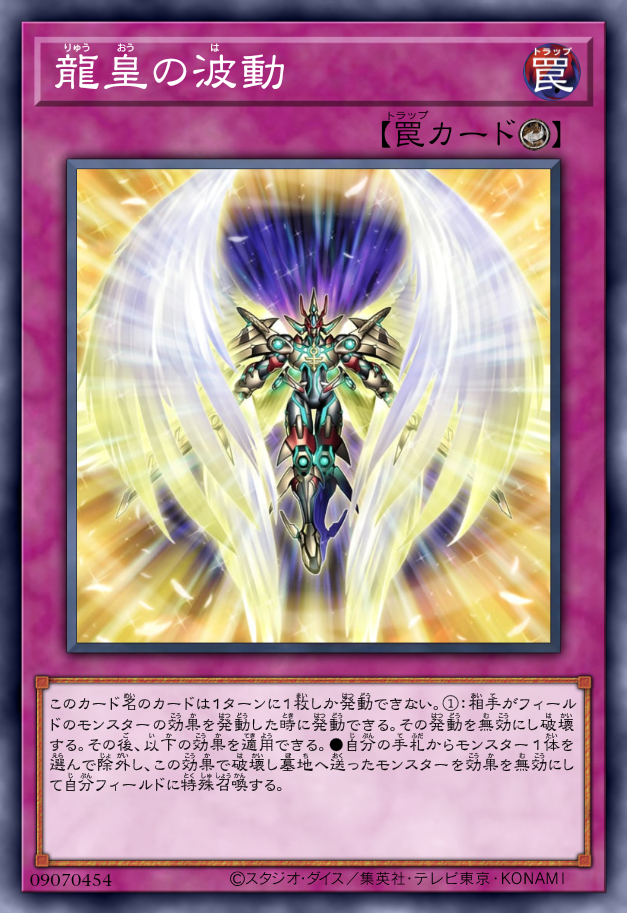 龍皇の波動
罠
【罠カード】
このカード名のカードは1ターンに1枚しか発動できない。①:相手がフィール
ドのモンスターの効果を発動した時に発動できる。その発動を無効にし破壊
する。その後、以下の効果を適用できる。●自分の手札からモンスター1体を
選んで除外し、この効果で破壊し墓地へ送ったモンスターを効果を無効にし
て自分フィールドに特殊召喚する。
09070454
©スタジオ・ダイス/集英社・テレビ東京・KONAMI